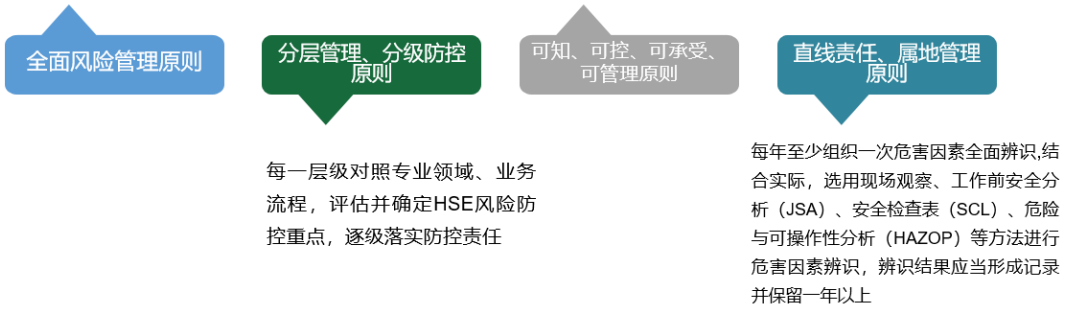 全面风险管理原则
分层管理、分级防控
原则
可知、可控、可承受、
可管理原则
直线责任、属地管理
原则
每一层级对照专业领域、业务
流程，评估并确定HSE风险防
控重点，逐级落实防控责任
每年至少组织一次危害因素全面辨识,结
合实际，选用现场观察、工作前安全分
析（JSA）、安全检查表（SCL）、危险
与可操作性分析（HAZOP）等方法进行
危害因素辨识，辨识结果应当形成记录
并保留一年以上